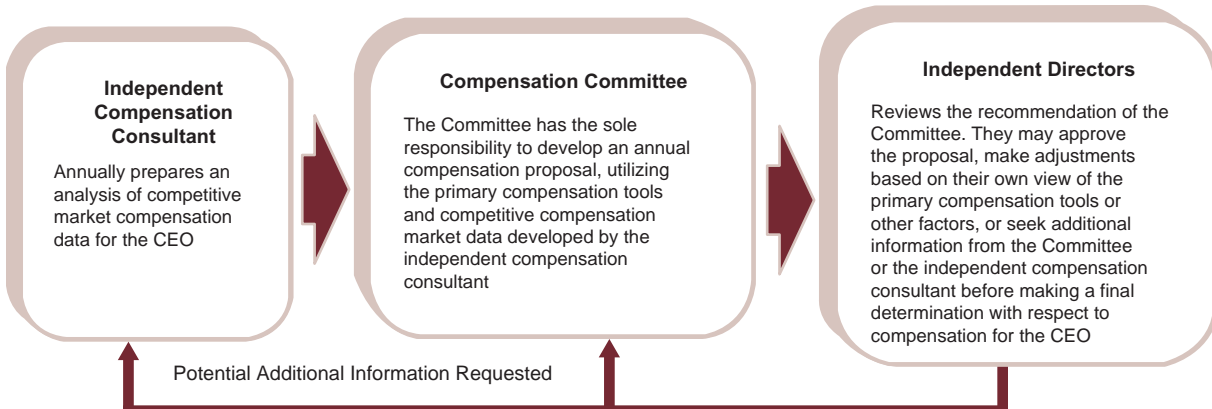 Independent
Compensation
Consultant
Annually prepares an
analysis of competitive
market compensation
data for the CEO
Compensation Committee
The Committee has the sole
responsibility to develop an annual
compensation proposal, utilizing
the primary compensation tools
and competitive compensation
market data developed by the
independent compensation
consultant
Independent Directors
Reviews the recommendation of the
Committee. They may approve
the proposal, make adjustments
based on their own view of the
primary compensation tools or
other factors, or seek additional
information from the Committee
or the independent compensation
consultant before making a final
determination with respect to
compensation for the CEO
Potential Additional Information Requested